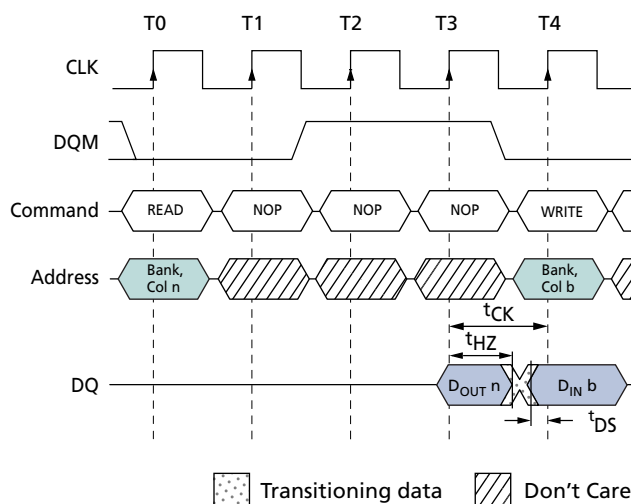 T0 T1 T2 T3 T4
CLK
DQM
Command READ NOP NOP NOP WRITE
Address Bank, Col n Bank, Col b
tCK
tHZ
DQ DOUT n DIN b
tDS
Transitioning data Don't Care